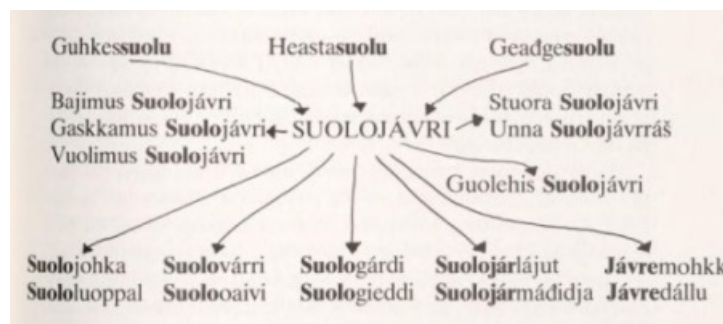 Guhkessuolu Heastasuolu Geađgesuolu
Bajimus Suolojávri
Gaskkamus Suolojávri
Vuolimus Suolojávri
SUOLOJÁVRI
Stuora Suolojávri
Unna Suolojávrráš
Guolehis Suolojávri
Suolojohka Suolovárri Suologárdi Suolojárlájut Jávremohkk
Suololuoppal Suolooaivi Suologieddi Suolojármáđidja Jávredállu